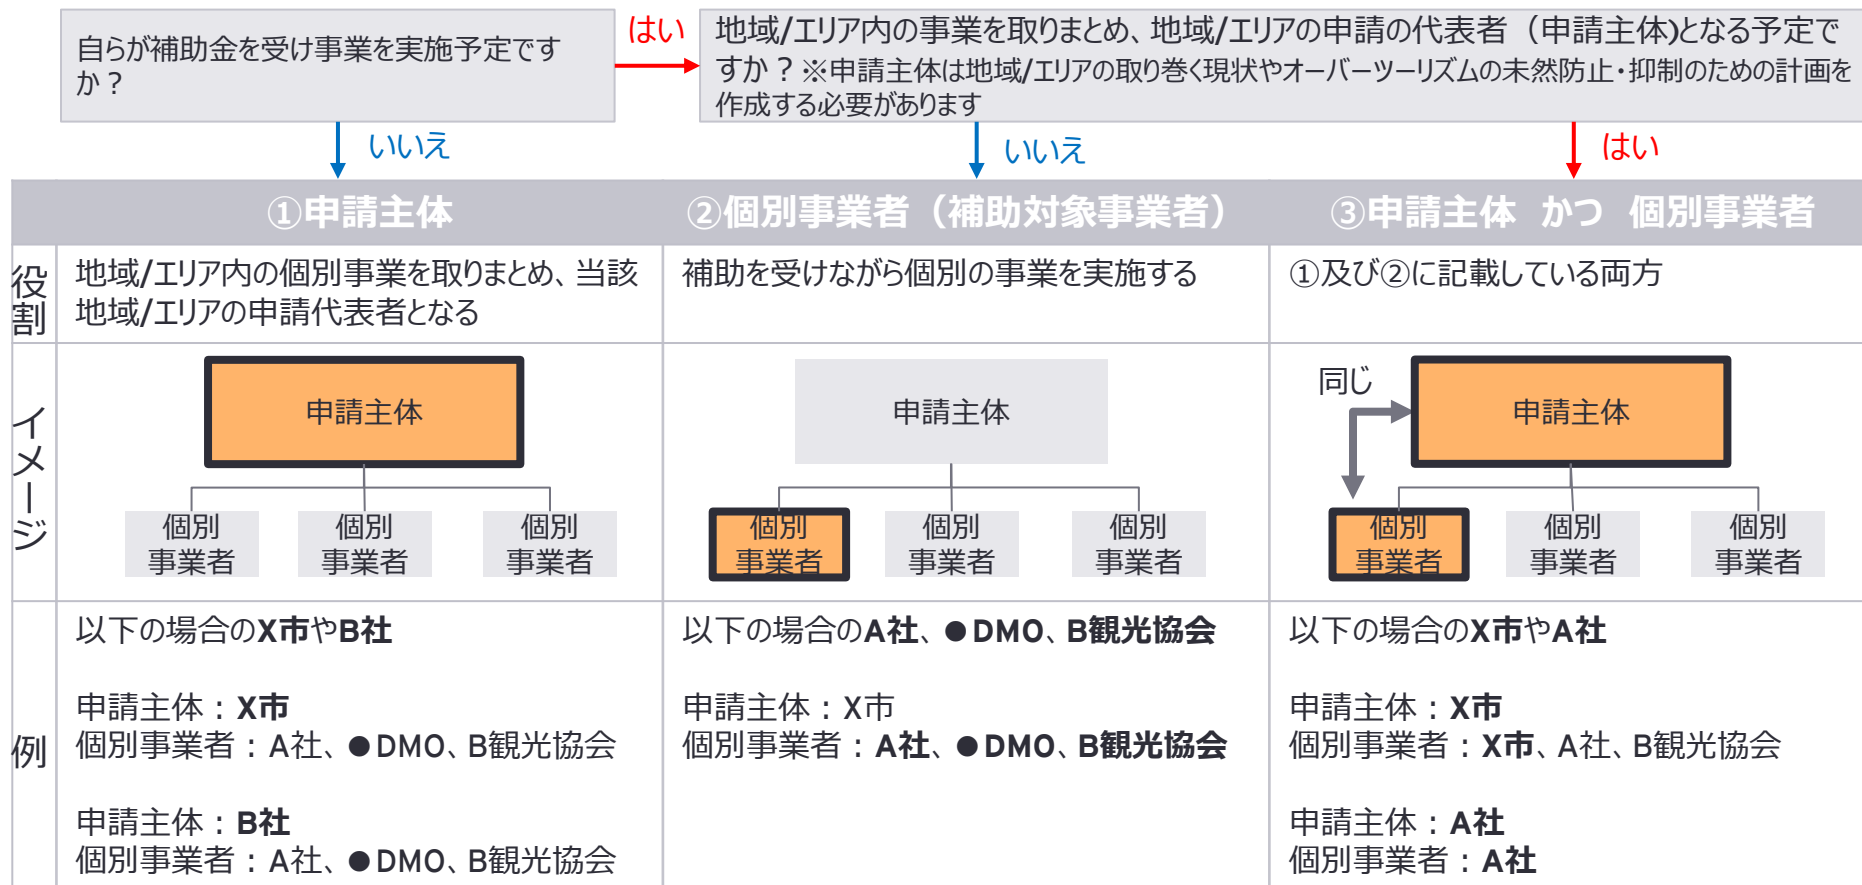 自らが補助金を受け事業を実施予定です
か？
はい
地域/エリア内の事業を取りまとめ、地域/エリアの申請の代表者（申請主体)となる予定で
すか？※申請主体は地域/エリアの取り巻く現状やオーバーツーリズムの未然防止・抑制のための計画を
作成する必要があります
いいえ
いいえ
はい
①申請主体
②個別事業者（補助対象事業者）
③申請主体 かつ 個別事業者
役割
地域/エリア内の個別事業を取りまとめ、当該
地域/エリアの申請代表者となる
補助を受けながら個別の事業を実施する
①及び②に記載している両方
イメージ
申請主体
個別
事業者
個別
事業者
個別
事業者
申請主体
個別
事業者
個別
事業者
個別
事業者
同じ
申請主体
個別
事業者
個別
事業者
個別
事業者
例
以下の場合のX市やB社
申請主体：X市
個別事業者：A社、●DMO、B観光協会
申請主体：B社
個別事業者：A社、●DMO、B観光協会
以下の場合のA社、●DMO、B観光協会
申請主体：X市
個別事業者：A社、●DMO、B観光協会
以下の場合のX市やA社
申請主体：X市
個別事業者：X市、A社、B観光協会
申請主体：A社
個別事業者：A社